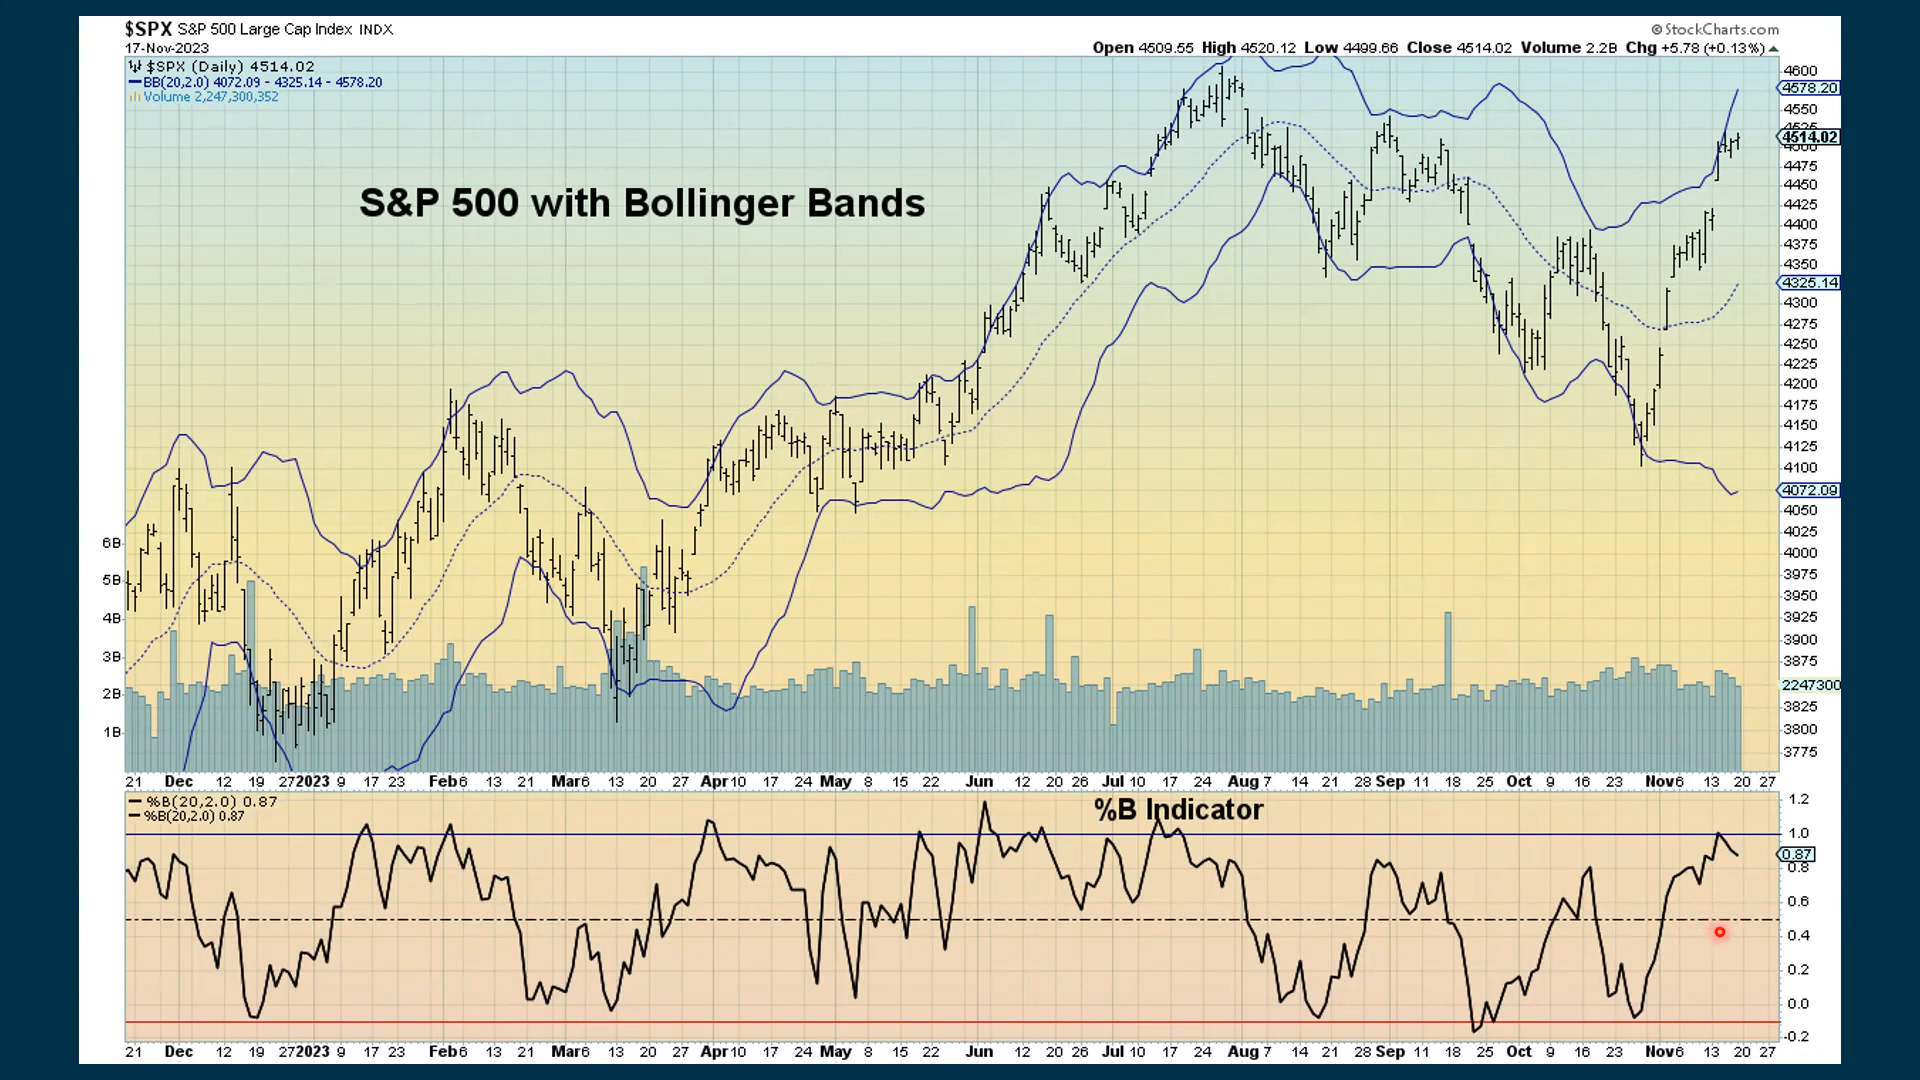 $SPX S&P 500 Large Cap Index INDX
© StockCharts.com
17-Nov-2023
Open 4509.55 High 4520.12 Low 4499.66 Close 4514.02 Volume 2.2B Chg +5.78 (+0.13%)
$SPX (Daily) 4514.02
BB(20,2.0) 4072.09 - 4325.14 - 4578.20
Volume 2,247,300,352
S&P 500 with Bollinger Bands
4600
4578.20
4550
4525
4514.02
4500
4475
4450
4425
4400
4375
4350
4325.14
4300
4275
4250
4225
4200
4175
4150
4125
4100
4072.09
4050
4025
4000
3975
3950
3925
3900
3875
2247300
3825
3800
3775
6B
5B
4B
3B
2B
1B
21 Dec 12 19 27 2023 9 17 23 Feb 6 13 21 Mar 6 13 20 27 Apr 10 17 24 May 8 15 22 Jun 12 20 26 Jul 10 17 24 Aug 7 14 21 28 Sep 11 18 25 Oct 9 16 23 Nov 6 13 20 27
%B(20,2.0) 0.87
%B(20,2.0) 0.87
%B Indicator
1.2
1.0
0.87
0.8
0.6
0.4
0.2
0.0
-0.2
21 Dec 12 19 27 2023 9 17 23 Feb 6 13 21 Mar 6 13 20 27 Apr 10 17 24 May 8 15 22 Jun 12 20 26 Jul 10 17 24 Aug 7 14 21 28 Sep 11 18 25 Oct 9 16 23 Nov 6 13 20 27